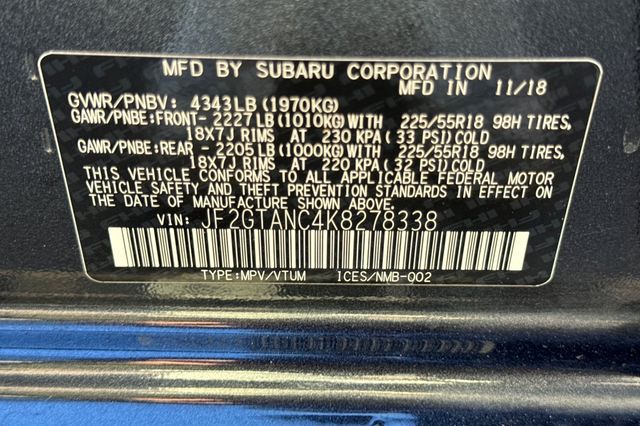 MFD BY SUBARU CORPORATION
MFD IN 11/18
GVWR/PNBV: 4343LB(1970KG)
GAWR/PNBE:FRONT- 2227LB(1010KG)WITH 225/55R18 98H TIRES,
18X7J RIMS AT 230 KPA(33 PSI)COLD
GAWR/PNBE:REAR - 2205LB(1000KG)WITH 225/55R18 98H TIRES,
18X7J RIMS AT 220 KPA(32 PSI)COLD
THIS VEHICLE CONFORMS TO ALL APPLICABLE FEDERAL MOTOR
VEHICLE SAFETY AND THEFT PREVENTION STANDARDS IN EFFECT ON
THE DATE OF MANUFACTURE SHOWN ABOVE.
VIN: JF2GTANC4K8278338
TYPE:MPV/VTUM ICES/NMB-002